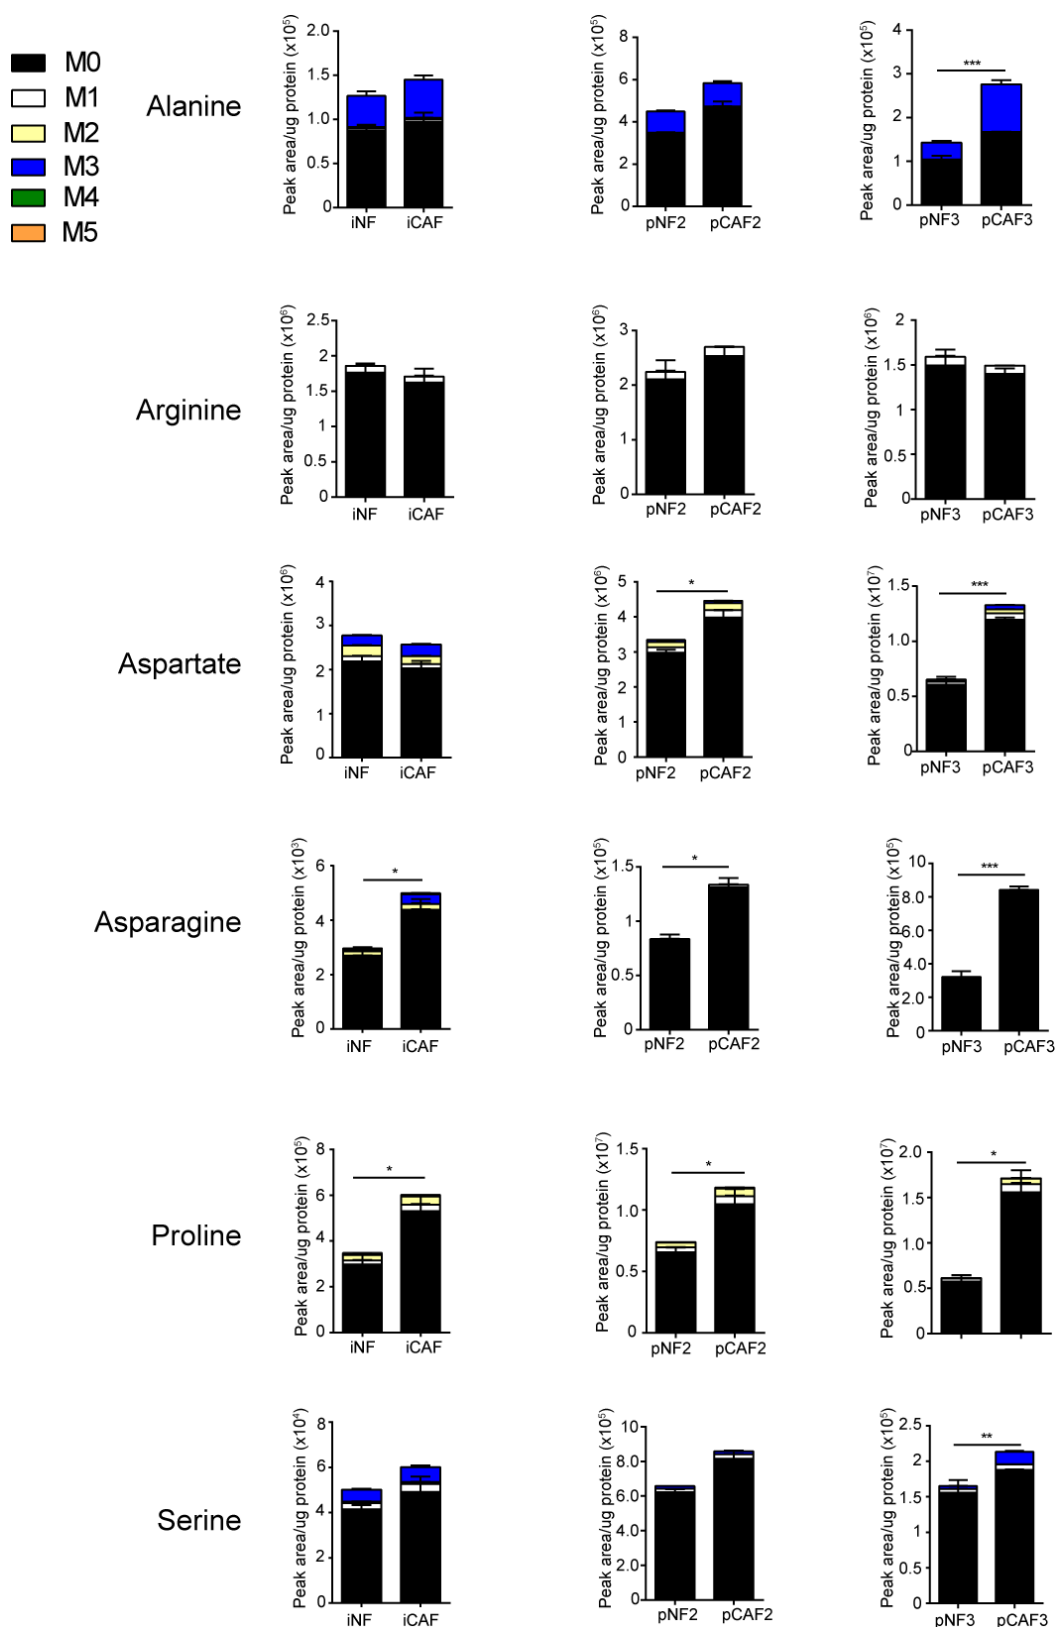 M0
M1
M2
M3
M4
M5
Alanine
Peak area/ug protein (x10⁵)
2.0
1.5
1.0
0.5
0
iNF iCAF
Peak area/ug protein (x10⁵)
8
6
4
2
0
pNF2 pCAF2
Peak area/ug protein (x10⁵)
4
3
2
1
0
***
pNF3 pCAF3
Arginine
Peak area/ug protein (x10⁶)
2.5
2
1.5
1
0.5
0
iNF iCAF
Peak area/ug protein (x10⁶)
3
2
1
0
pNF2 pCAF2
Peak area/ug protein (x10⁶)
2
1.5
1
0.5
0
pNF3 pCAF3
Aspartate
Peak area/ug protein (x10⁶)
4
3
2
1
0
iNF iCAF
Peak area/ug protein (x10⁶)
5
4
3
2
1
0
*
pNF2 pCAF2
Peak area/ug protein (x10⁷)
1.5
1.0
0.5
0
***
pNF3 pCAF3
Asparagine
Peak area/ug protein (x10³)
6
4
2
0
*
iNF iCAF
Peak area/ug protein (x10⁵)
1.5
1
0.5
0
*
pNF2 pCAF2
Peak area/ug protein (x10⁵)
10
8.0
6.0
4.0
2.0
0
***
pNF3 pCAF3
Proline
Peak area/ug protein (x10⁵)
8
6
4
2
0
*
iNF iCAF
Peak area/ug protein (x10⁷)
1.5
1.0
0.5
0
*
pNF2 pCAF2
Peak area/ug protein (x10⁷)
2.0
1.5
1.0
0.5
0
*
Serine
Peak area/ug protein (x10⁴)
8
6
4
2
0
iNF iCAF
Peak area/ug protein (x10⁵)
10
8.0
6.0
4.0
2.0
0
pNF2 pCAF2
Peak area/ug protein (x10⁵)
2.5
2
1.5
1
0.5
0
**
pNF3 pCAF3